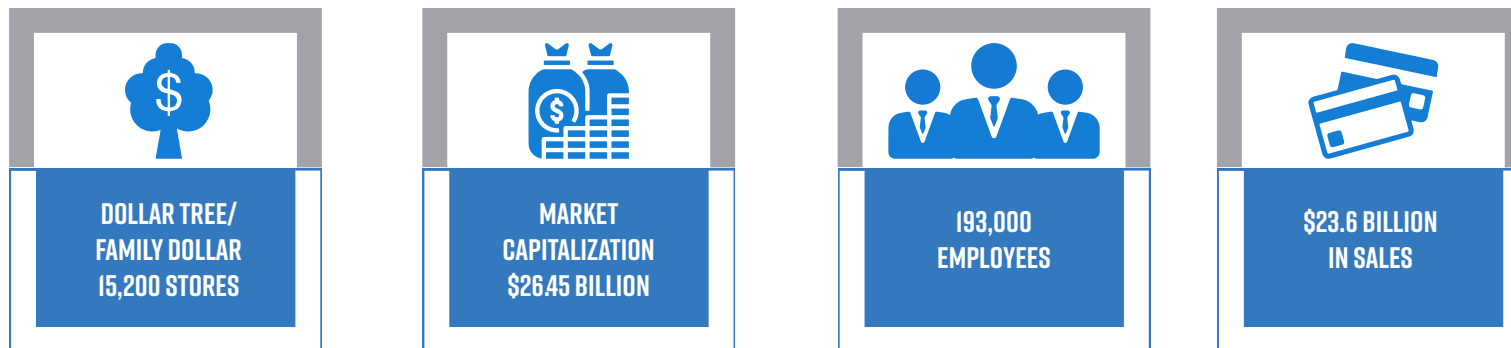 $
DOLLAR TREE/
FAMILY DOLLAR
15,200 STORES
$
MARKET
CAPITALIZATION
$26.45 BILLION
193,000
EMPLOYEES
$23.6 BILLION
IN SALES